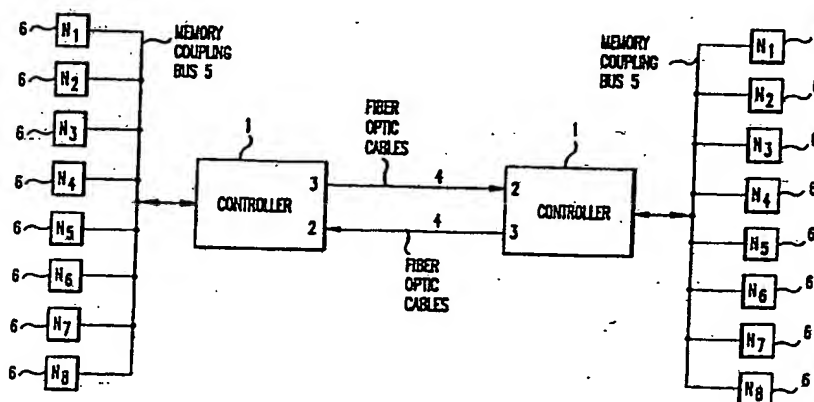 6 N1
6 N2
6 N3
6 N4
6 N5
6 N6
6 N7
6 N8
MEMORY
COUPLING
BUS 5
1
CONTROLLER
3
2
FIBER
OPTIC
CABLES
4
4
FIBER
OPTIC
CABLES
1
2
3
CONTROLLER
MEMORY
COUPLING
BUS 5
N1
N2 6
N3 6
N4 6
N5 6
N6 6
N7 6
N8 6